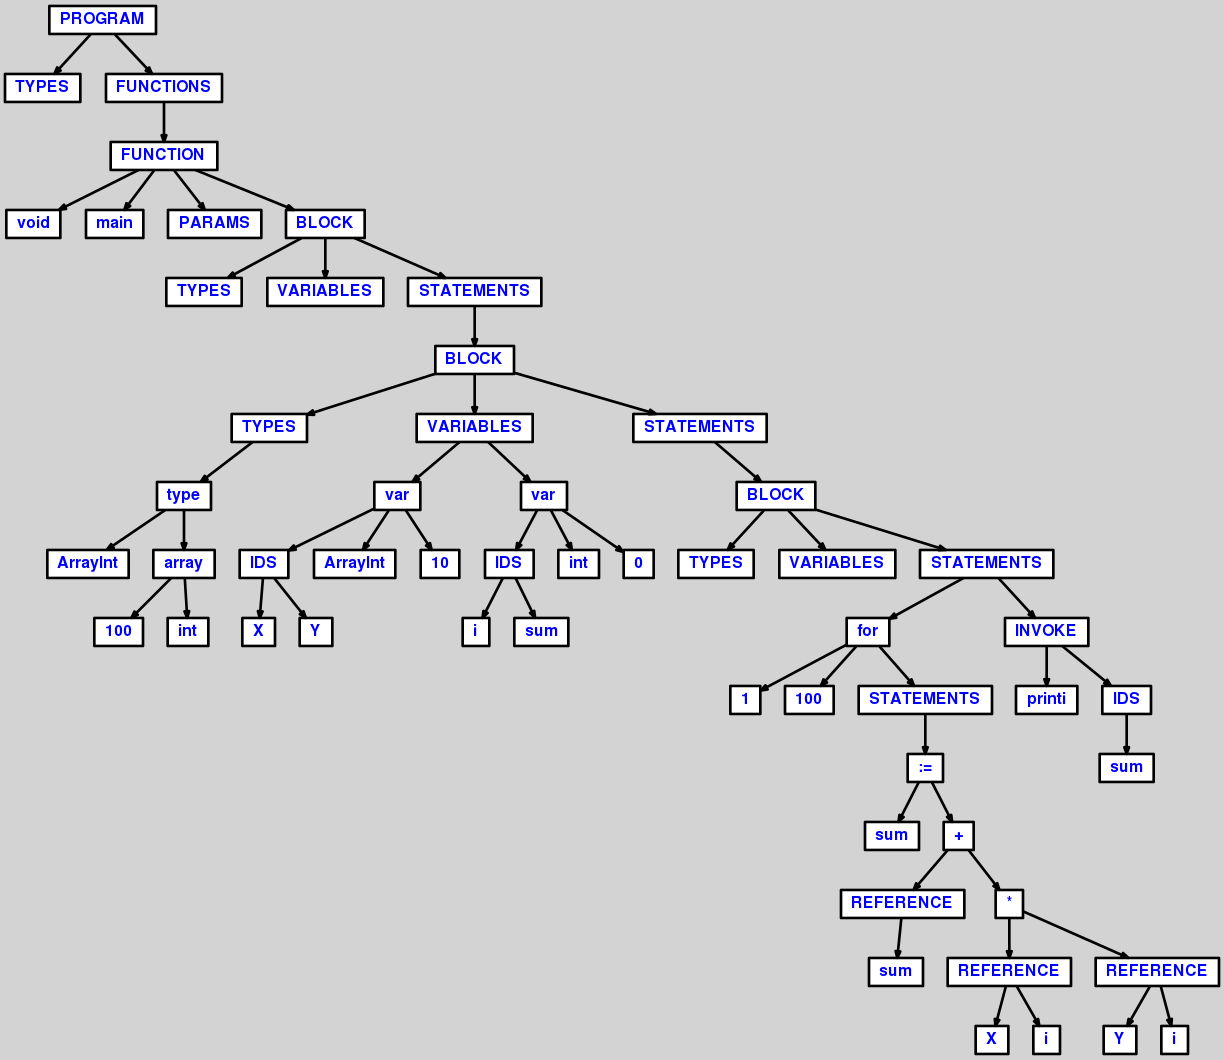 PROGRAM
TYPES FUNCTIONS
FUNCTION
void main PARAMS BLOCK
TYPES VARIABLES STATEMENTS
BLOCK
TYPES VARIABLES STATEMENTS
type var var BLOCK
ArrayInt array IDS ArrayInt 10 IDS int 0 TYPES VARIABLES STATEMENTS
100 int X Y i sum for INVOKE
1 100 STATEMENTS printi IDS
:= sum
sum +
REFERENCE *
sum REFERENCE REFERENCE
X i Y i